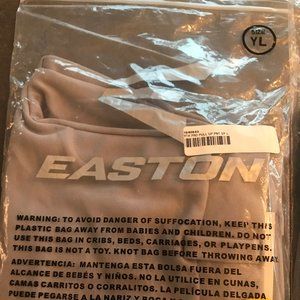 EASTON
SIZE
YL
EASTON
WARNING: TO AVOID DANGER OF SUFFOCATION, KEEP THIS
PLASTIC BAG AWAY FROM BABIES AND CHILDREN. DO NOT
USE THIS BAG IN CRIBS, BEDS, CARRIAGES, OR PLAYPENS.
THIS BAG IS NOT A TOY. KNOT BAG BEFORE THROWING AWAY.
ADVERTENCIA: MANTENGA ESTA BOLSA FUERA DEL
ALCANCE DE BEBÉS Y NIÑOS. NO LA UTILICE EN CUNAS,
CAMAS CARRITOS O CORRALITOS. LA PELÍCULA DELGADA
PUEDE PEGARSE A LA NARIZ Y BOCA